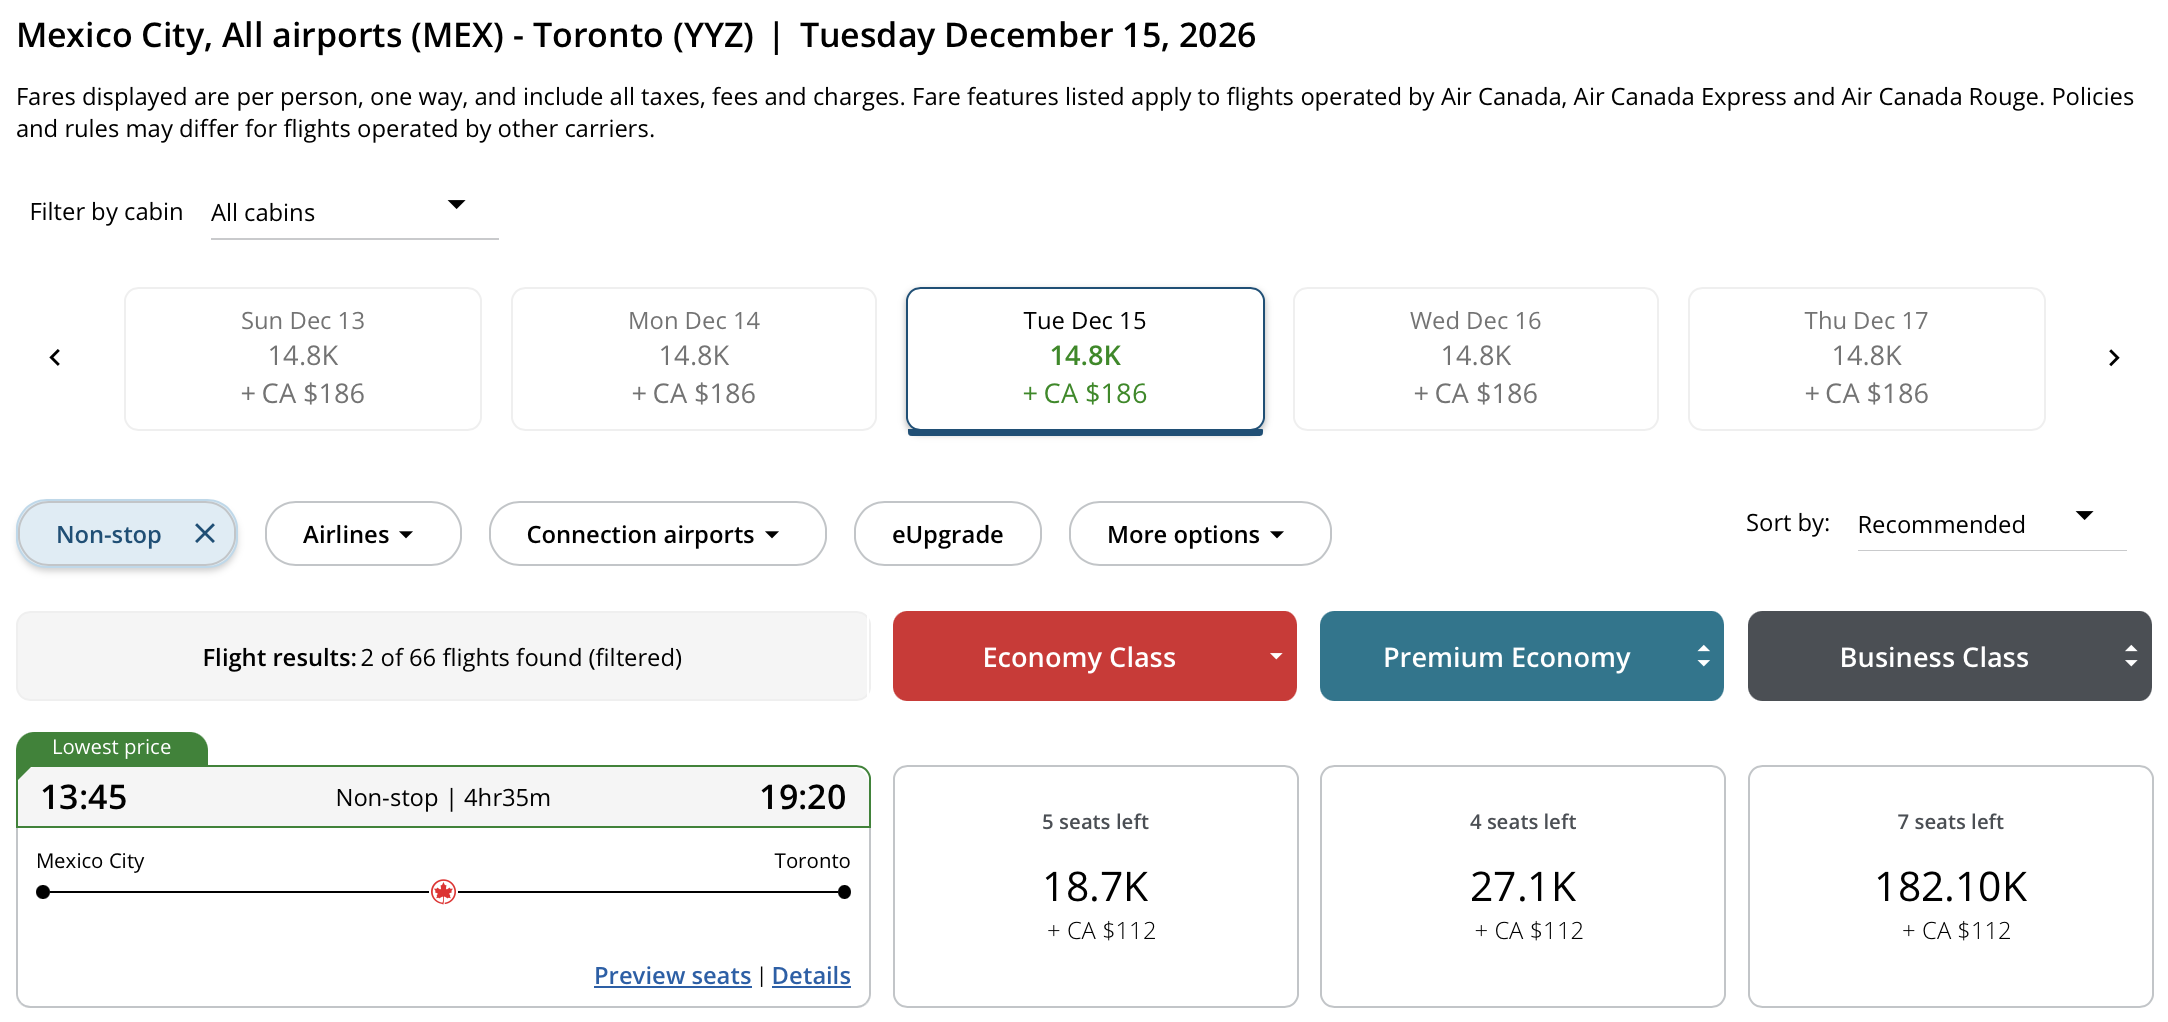 Mexico City, All airports (MEX) - Toronto (YYZ) | Tuesday December 15, 2026
Fares displayed are per person, one way, and include all taxes, fees and charges. Fare features listed apply to flights operated by Air Canada, Air Canada Express and Air Canada Rouge. Policies
and rules may differ for flights operated by other carriers.
Filter by cabin All cabins
Sun Dec 13
14.8K
+ CA $186
Mon Dec 14
14.8K
+ CA $186
Tue Dec 15
14.8K
+ CA $186
Wed Dec 16
14.8K
+ CA $186
Thu Dec 17
14.8K
+ CA $186
Non-stop Airlines Connection airports eUpgrade More options Sort by: Recommended
Flight results: 2 of 66 flights found (filtered) Economy Class Premium Economy Business Class
Lowest price
13:45 Non-stop | 4hr35m 19:20
Mexico City Toronto
Preview seats | Details
5 seats left
18.7K
+ CA $112
4 seats left
27.1K
+ CA $112
7 seats left
182.10K
+ CA $112